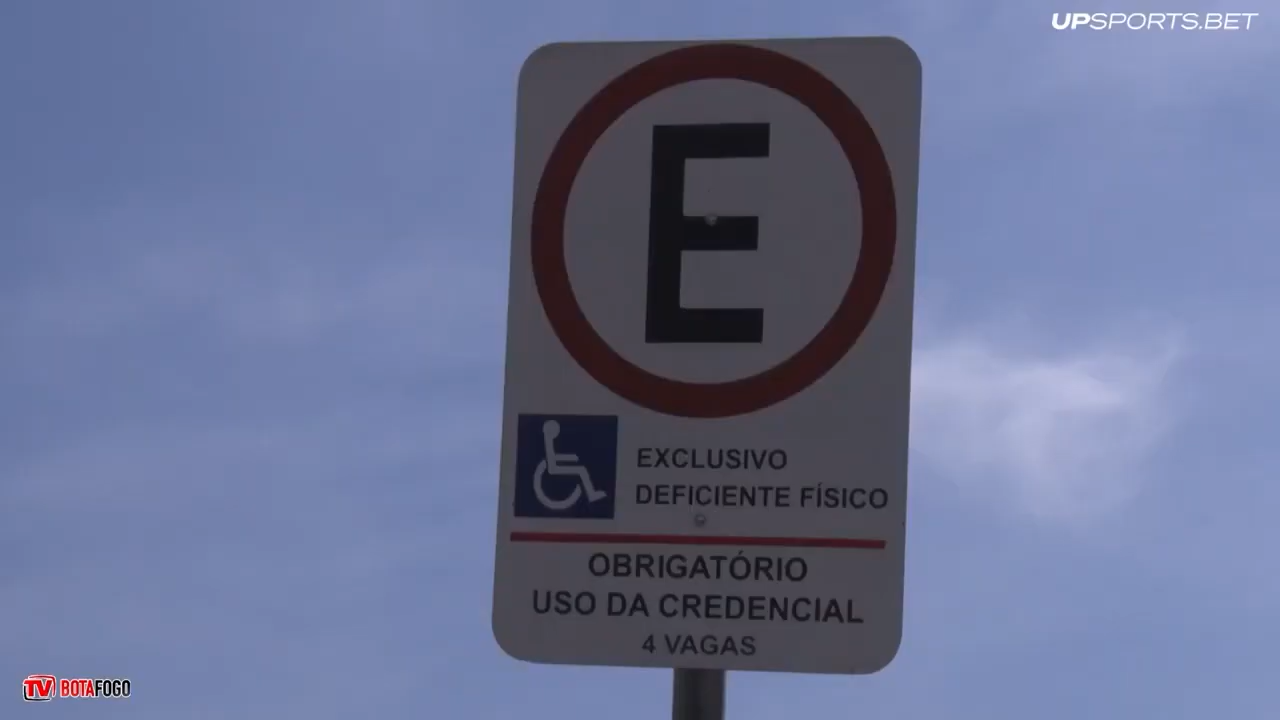 UPSPORTS.BET
E
EXCLUSIVO
DEFICIENTE FÍSICO
OBRIGATÓRIO
USO DA CREDENCIAL
4 VAGAS
TV BOTAFOGO